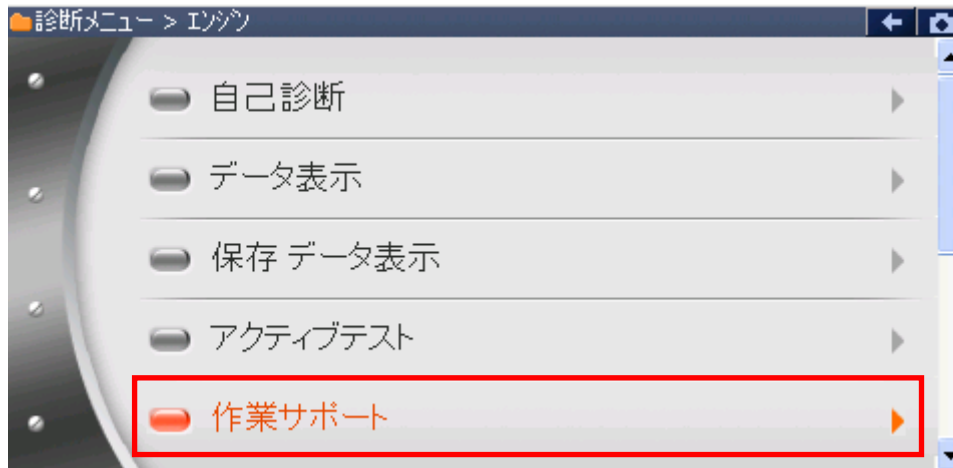 診断メニュー > エンジン
自己診断
データ表示
保存 データ表示
アクティブテスト
作業サポート